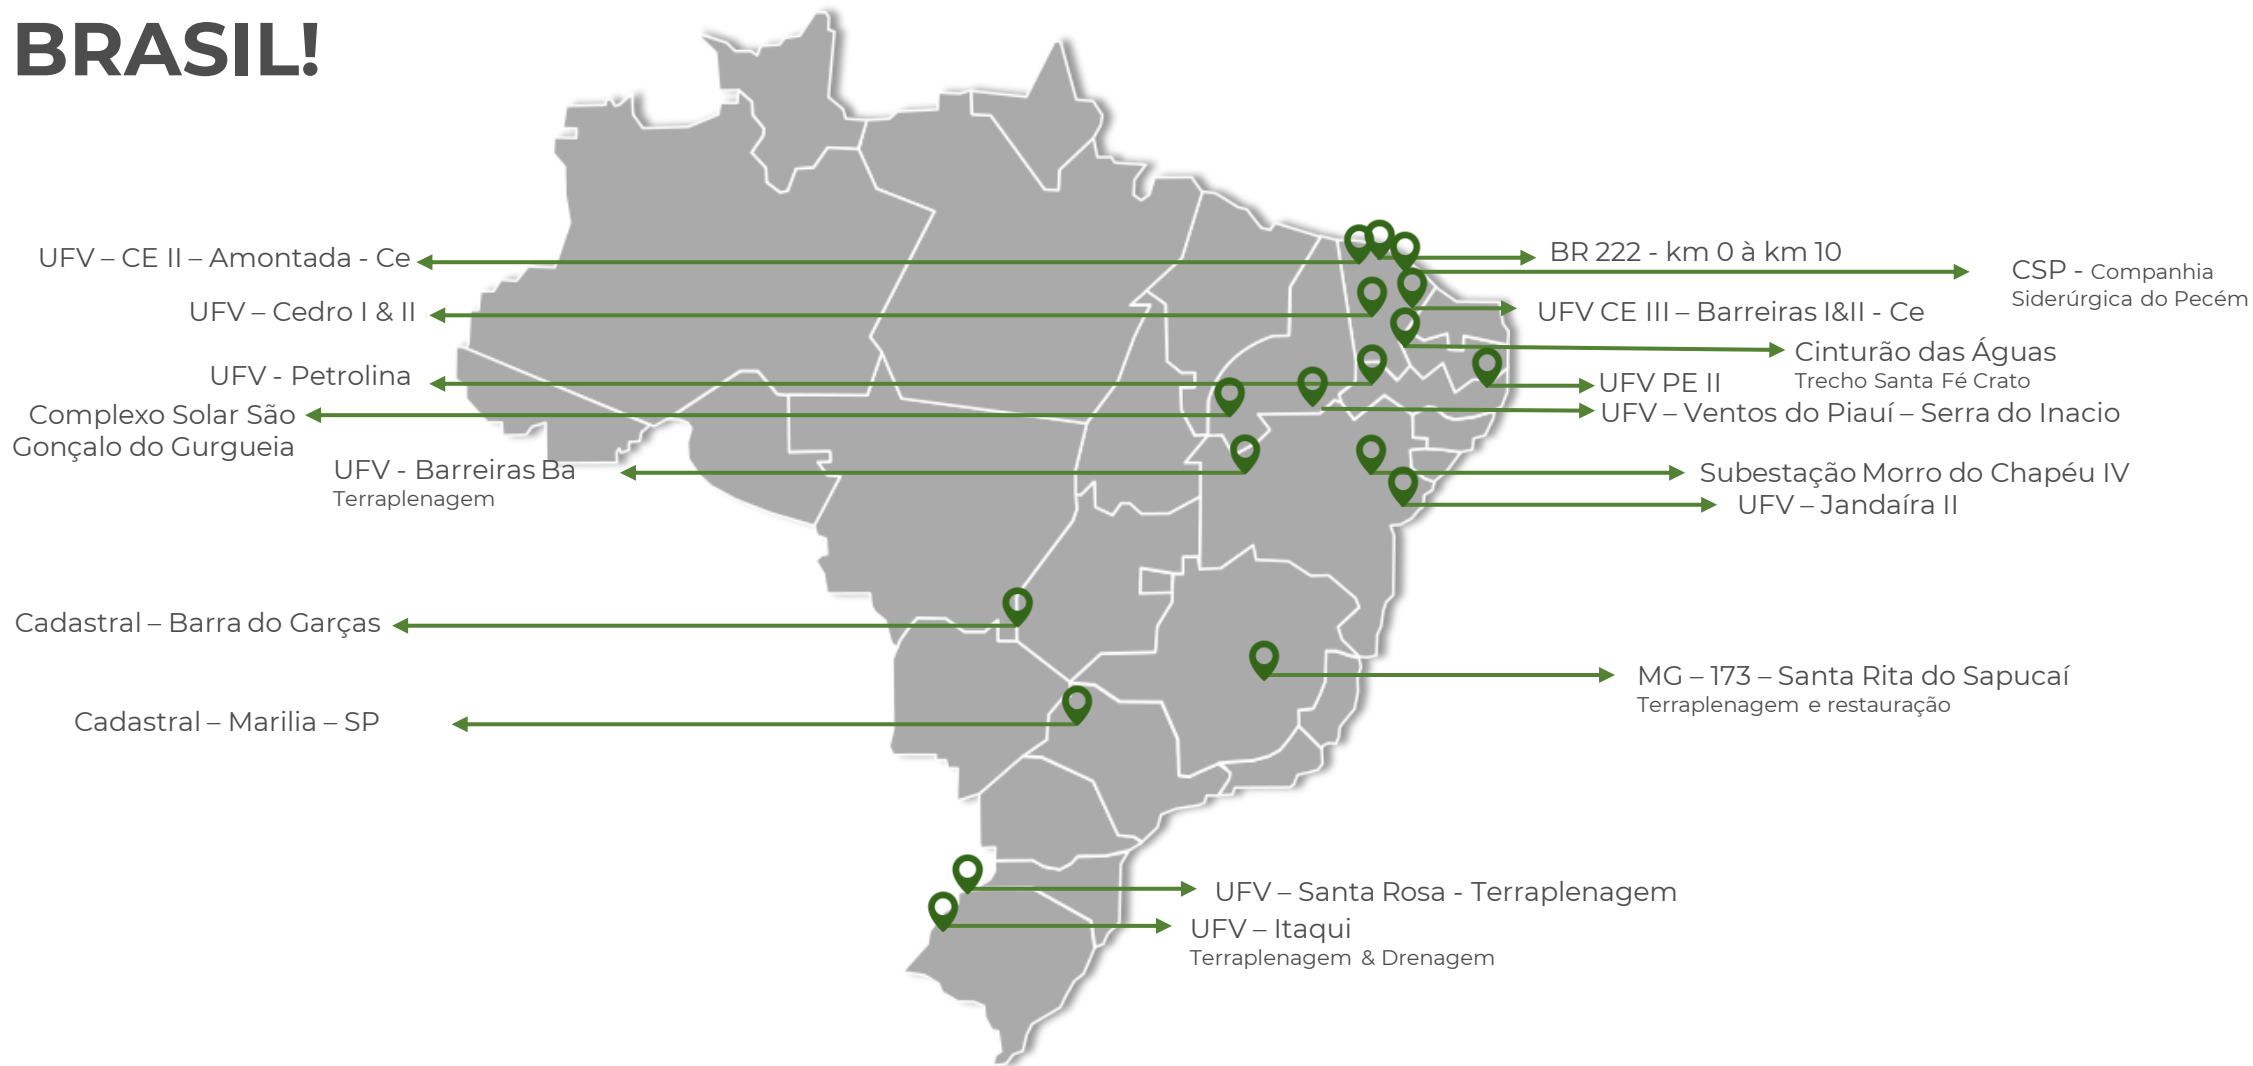 BRASIL!
UFV – CE II – Amontada - Ce
UFV – Cedro I & II
UFV - Petrolina
Complexo Solar São
Gonçalo do Gurgueia
UFV - Barreiras Ba
Terraplenagem
Cadastral – Barra do Garças
Cadastral – Marilia – SP
BR 222 - km 0 à km 10
CSP - Companhia
Siderúrgica do Pecém
UFV CE III – Barreiras I&II - Ce
Cinturão das Águas
Trecho Santa Fé Crato
UFV PE II
UFV – Ventos do Piauí – Serra do Inacio
Subestação Morro do Chapéu IV
UFV – Jandaíra II
MG – 173 – Santa Rita do Sapucaí
Terraplenagem e restauração
UFV – Santa Rosa - Terraplenagem
UFV – Itaqui
Terraplenagem & Drenagem